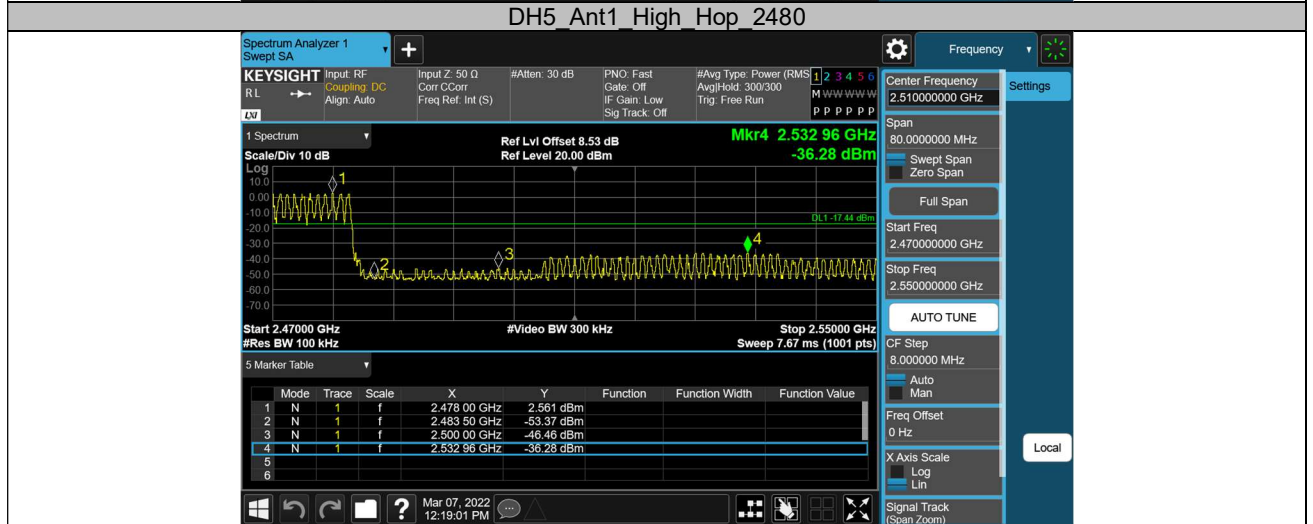 DH5_Ant1_High_Hop_2480
Spectrum Analyzer 1
Swept SA
+
Frequency
KEYSIGHT
RL
LXI
Input: RF
Coupling: DC
Align: Auto
Input Z: 50 Ω
Corr CCorr
Freq Ref: Int (S)
#Atten: 30 dB
PNO: Fast
Gate: Off
IF Gain: Low
Sig Track: Off
#Avg Type: Power (RMS
Avg|Hold: 300/300
Trig: Free Run
1 2 3 4 5 6
M W W W W W
P P P P P P
1 Spectrum
Scale/Div 10 dB
Ref Lvl Offset 8.53 dB
Ref Level 20.00 dBm
Mkr4 2.532 96 GHz
-36.28 dBm
Log
10.0
0.00
-10.0
-20.0
-30.0
-40.0
-50.0
-60.0
-70.0
1
2
3
4
DL1 -17.44 dBm
Start 2.47000 GHz
#Res BW 100 kHz
#Video BW 300 kHz
Stop 2.55000 GHz
Sweep 7.67 ms (1001 pts)
5 Marker Table
Mode Trace Scale X Y Function Function Width Function Value
1 N 1 f 2.478 00 GHz 2.561 dBm
2 N 1 f 2.483 50 GHz -53.37 dBm
3 N 1 f 2.500 00 GHz -46.46 dBm
4 N 1 f 2.532 96 GHz -36.28 dBm
5
6
?
Mar 07, 2022
12:19:01 PM
Center Frequency
2.510000000 GHz
Settings
Span
80.0000000 MHz
Swept Span
Zero Span
Full Span
Start Freq
2.470000000 GHz
Stop Freq
2.550000000 GHz
AUTO TUNE
CF Step
8.000000 MHz
Auto
Man
Freq Offset
0 Hz
Local
X Axis Scale
Log
Lin
Signal Track
(Span Zoom)